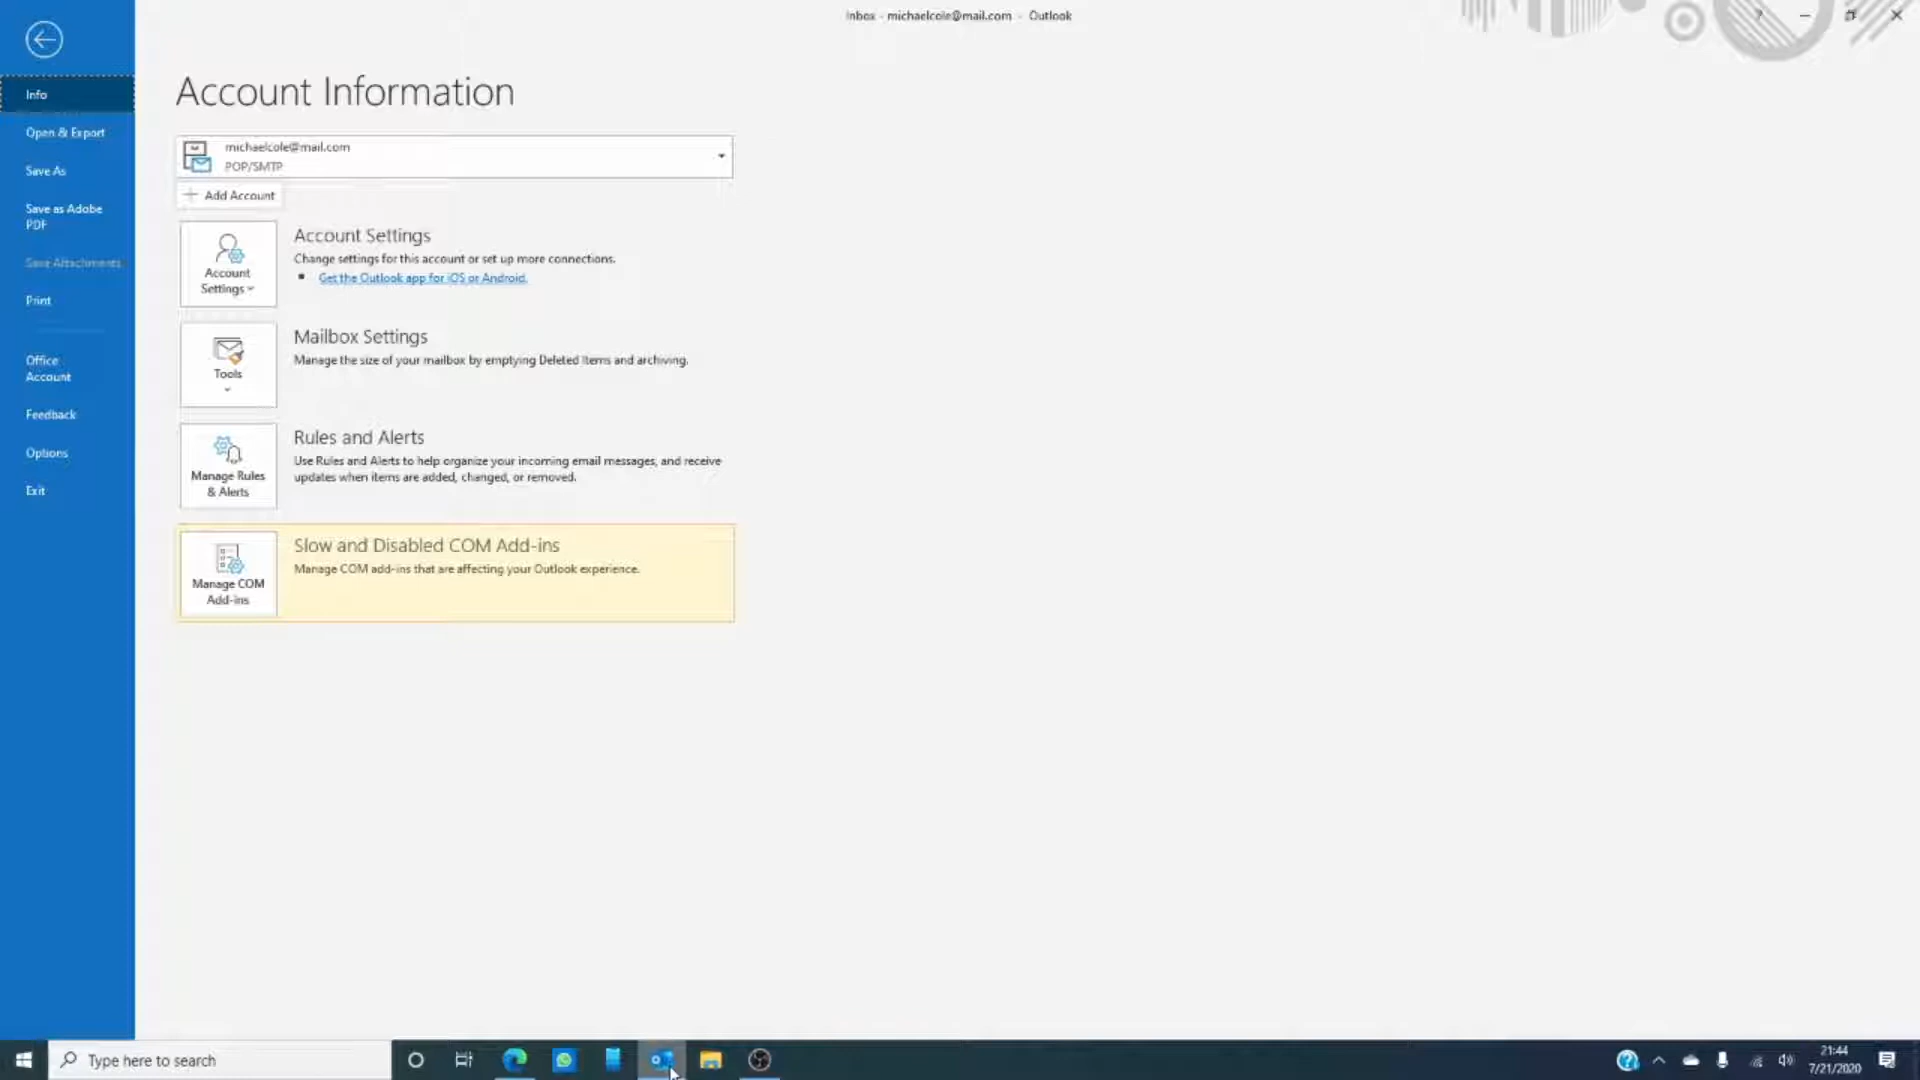 Inbox - michaelcole@mail.com - Outlook
Info
Open & Export
Save As
Save as Adobe
PDF
Save Attachments
Print
Office
Account
Feedback
Options
Exit
Account Information
michaelcole@mail.com
POP/SMTP
Add Account
Account
Settings
Account Settings
Change settings for this account or set up more connections.
Get the Outlook app for iOS or Android.
Tools
Mailbox Settings
Manage the size of your mailbox by emptying Deleted Items and archiving.
Manage Rules
& Alerts
Rules and Alerts
Use Rules and Alerts to help organize your incoming email messages, and receive
updates when items are added, changed, or removed.
Manage COM
Add-ins
Slow and Disabled COM Add-ins
Manage COM add-ins that are affecting your Outlook experience.
Type here to search
21:44
7/21/2020